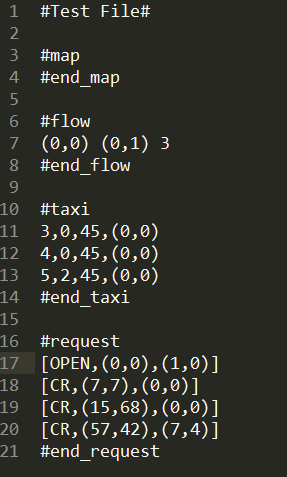 1 #Test File#
2
3 #map
4 #end_map
5
6 #flow
7 (0,0) (0,1) 3
8 #end_flow
9
10 #taxi
11 3,0,45,(0,0)
12 4,0,45,(0,0)
13 5,2,45,(0,0)
14 #end_taxi
15
16 #request
17 [OPEN,(0,0),(1,0)]
18 [CR,(7,7),(0,0)]
19 [CR,(15,68),(0,0)]
20 [CR,(57,42),(7,4)]
21 #end_request